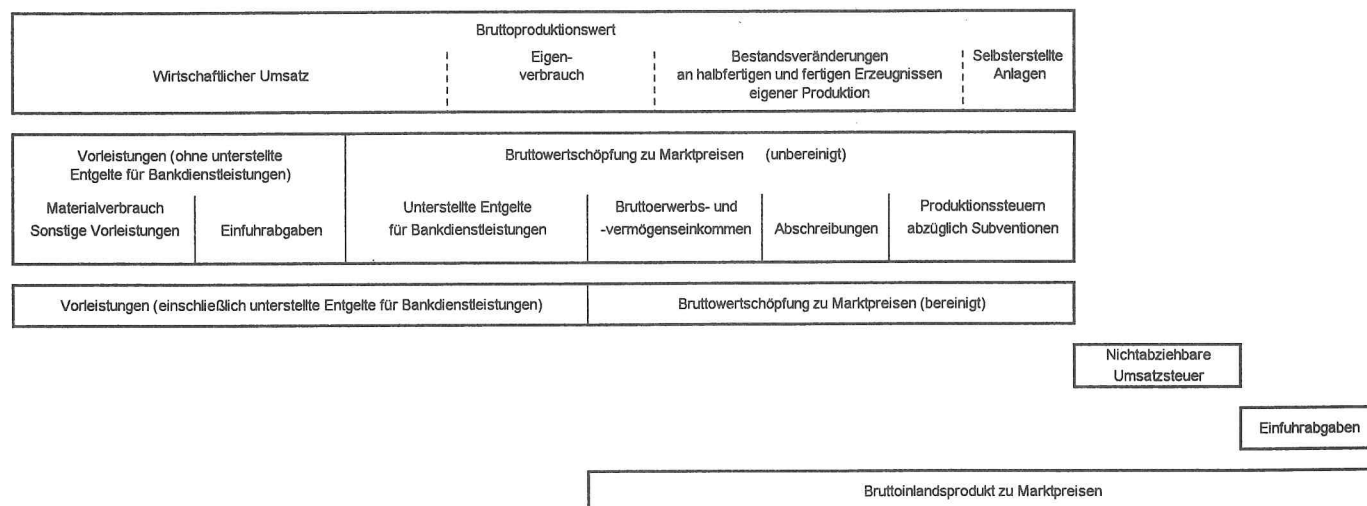 Bruttoproduktionswert
Wirtschaftlicher Umsatz
Eigen-
verbrauch
Bestandsveränderungen
an halbfertigen und fertigen Erzeugnissen
eigener Produktion
Selbsterstellte
Anlagen
Vorleistungen (ohne unterstellte
Entgelte für Bankdienstleistungen)
Bruttowertschöpfung zu Marktpreisen (unbereinigt)
Materialverbrauch
Sonstige Vorleistungen
Einfuhrabgaben
Unterstellte Entgelte
für Bankdienstleistungen
Bruttoerwerbs- und
-vermögenseinkommen
Abschreibungen
Produktionssteuern
abzüglich Subventionen
Vorleistungen (einschließlich unterstellte Entgelte für Bankdienstleistungen)
Bruttowertschöpfung zu Marktpreisen (bereinigt)
Nichtabziehbare
Umsatzsteuer
Einfuhrabgaben
Bruttoinlandsprodukt zu Marktpreisen